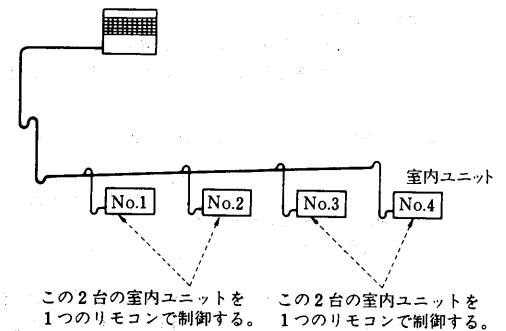 室内ユニット
No.1
No.2
No.3
No.4
この2台の室内ユニットを
1つのリモコンで制御する。
この2台の室内ユニットを
1つのリモコンで制御する。